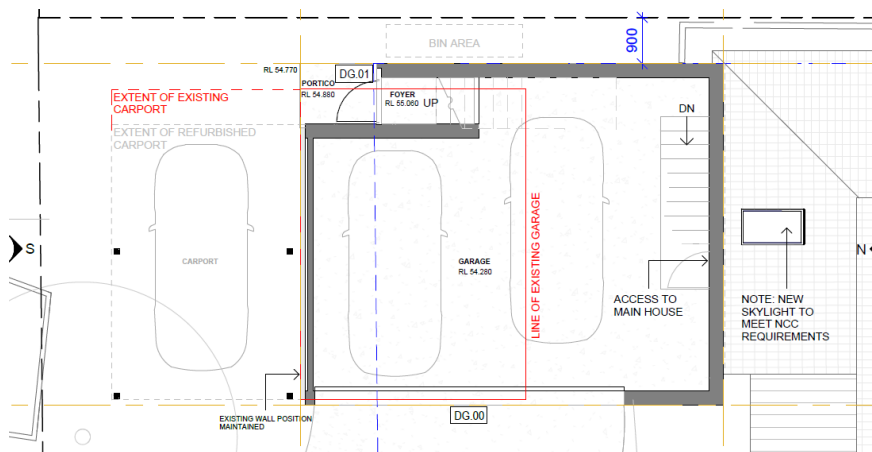 BIN AREA
900
RL 54.770
DG.01
PORTICO
RL 54.880
FOYER
RL 55.060
UP
EXTENT OF EXISTING
CARPORT
EXTENT OF REFURBISHED
CARPORT
DN
S
CARPORT
GARAGE
RL 54.280
LINE OF EXISTING GARAGE
N
ACCESS TO
MAIN HOUSE
NOTE: NEW
SKYLIGHT TO
MEET NCC
REQUIREMENTS
EXISTING WALL POSITION
MAINTAINED
DG.00